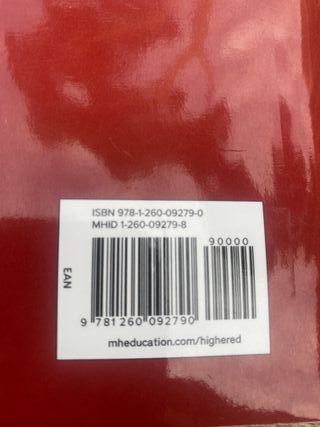 ISBN 978-1-260-09279-0
MHID 1-260-09279-8
90000
EAN
9 781260 092790
mheducation.com/highered